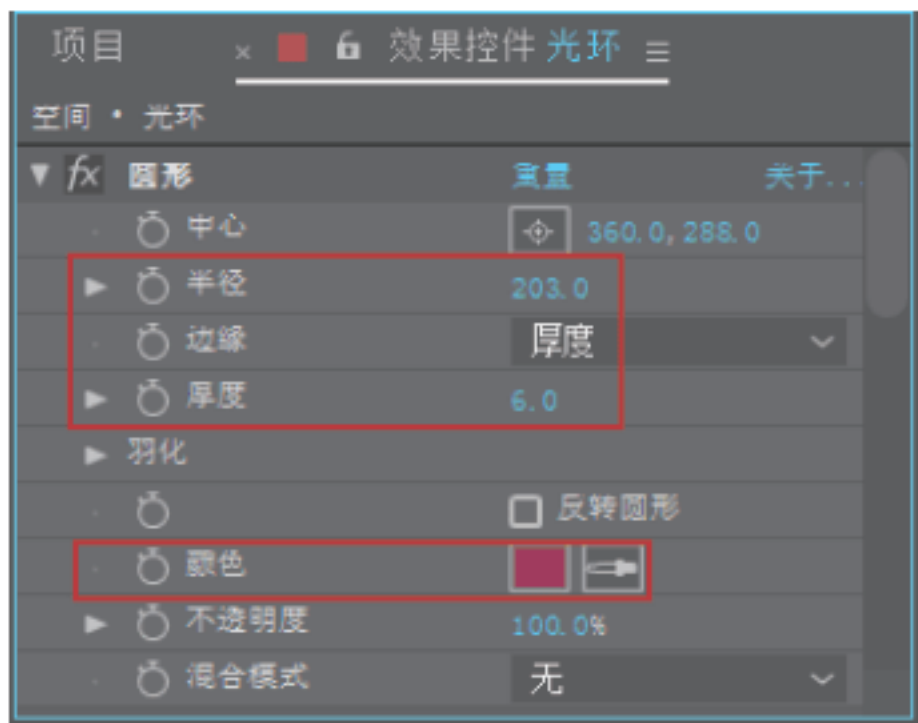 项目 × 效果控件 光环 ≡
空间 • 光环
fx 圆形 重置 关于...
中心 360.0, 288.0
半径 203.0
边缘 厚度
厚度 6.0
羽化
反转圆形
颜色
不透明度 100.0%
混合模式 无